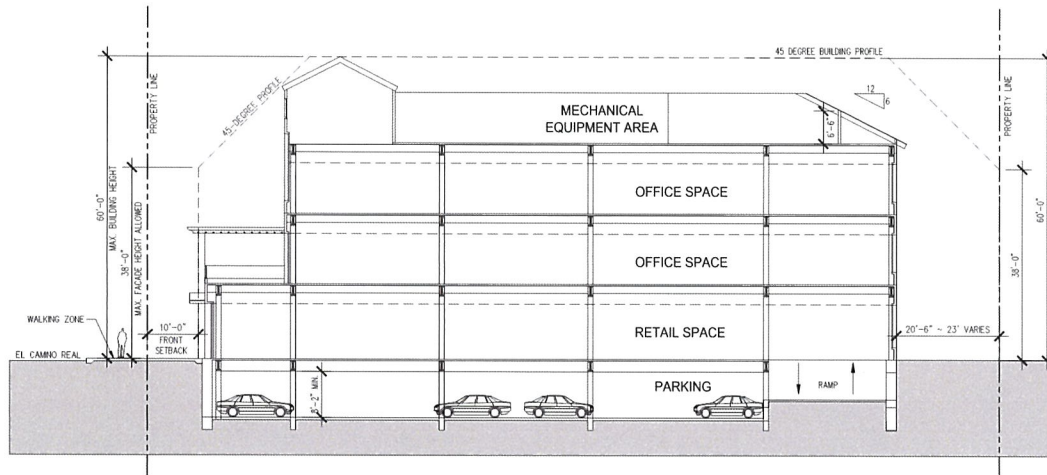 45 DEGREE BUILDING PROFILE
PROPERTY LINE
45-DEGREE PROFILE
12
6
PROPERTY LINE
MECHANICAL
EQUIPMENT AREA
6'-6"
60'-0"
MAX. BUILDING HEIGHT
38'-0"
MAX. FACADE HEIGHT ALLOWED
OFFICE SPACE
OFFICE SPACE
38'-0"
60'-0"
WALKING ZONE
10'-0"
FRONT
SETBACK
RETAIL SPACE
20'-6" ~ 23' VARIES
EL CAMINO REAL
PARKING
RAMP
8'-2" MIN.